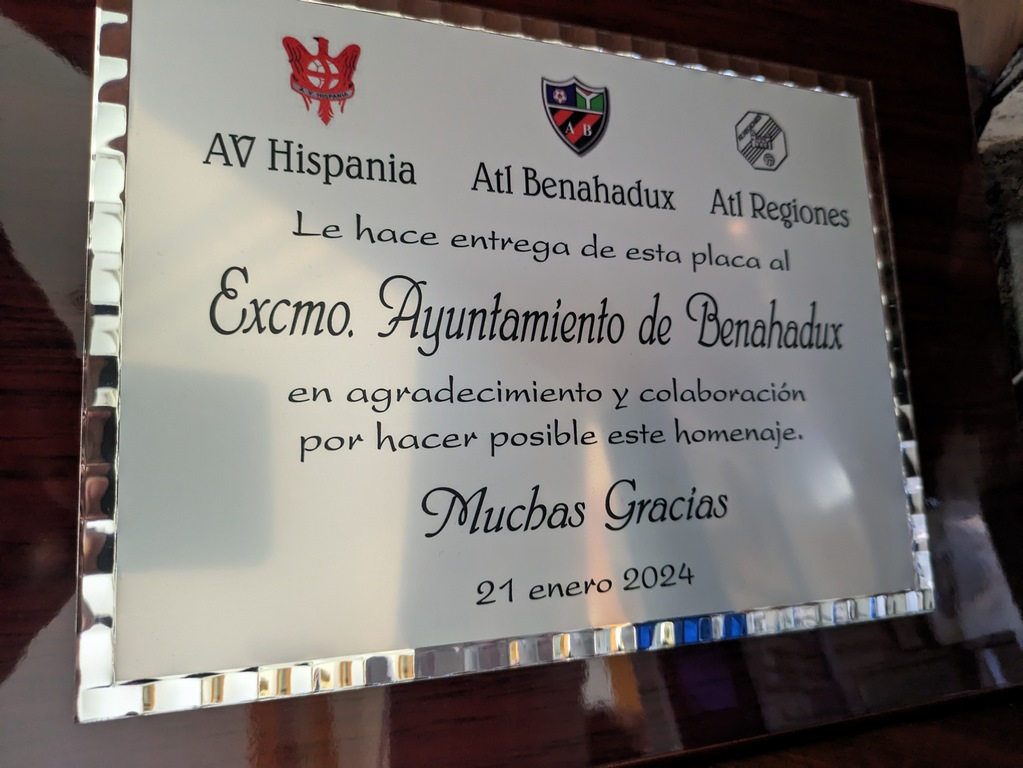 A.V. HISPANIA
A B
AV Hispania
Atl Benahadux
Atl Regiones
Le hace entrega de esta placa al
Excmo. Ayuntamiento de Benahadux
en agradecimiento y colaboración
por hacer posible este homenaje.
Muchas Gracias
21 enero 2024